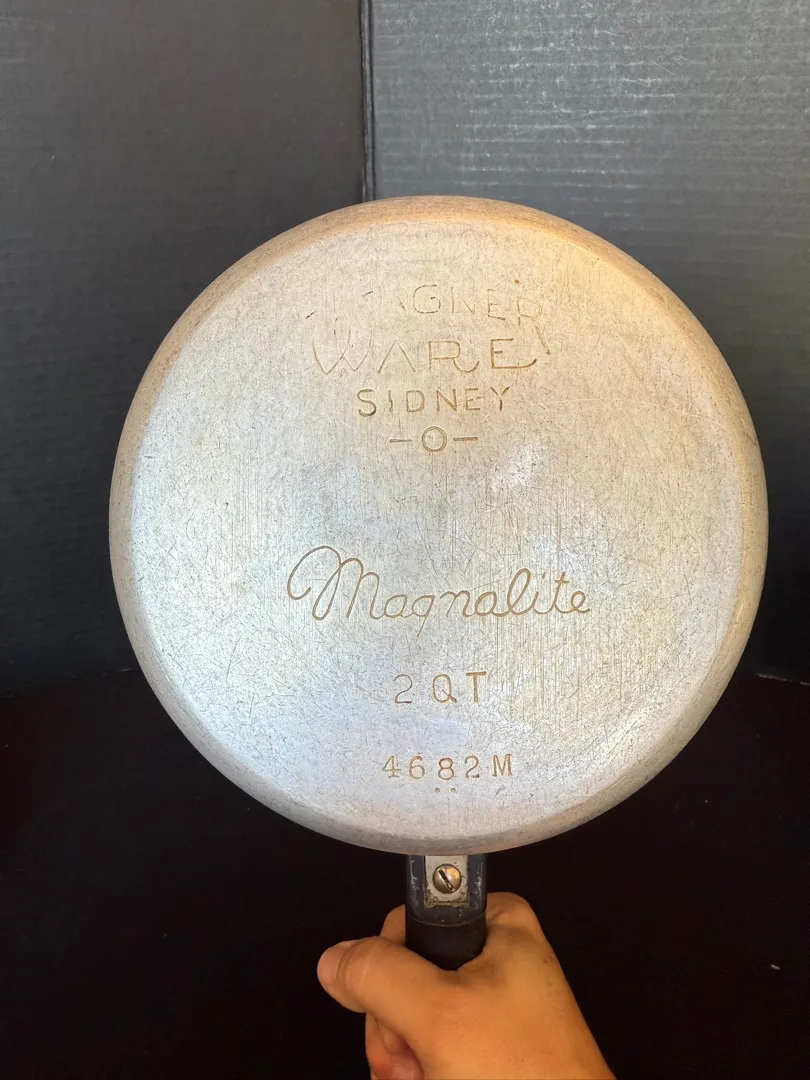 WAGNER
WARE
SIDNEY
-O-
Magnalite
2 QT
4682M